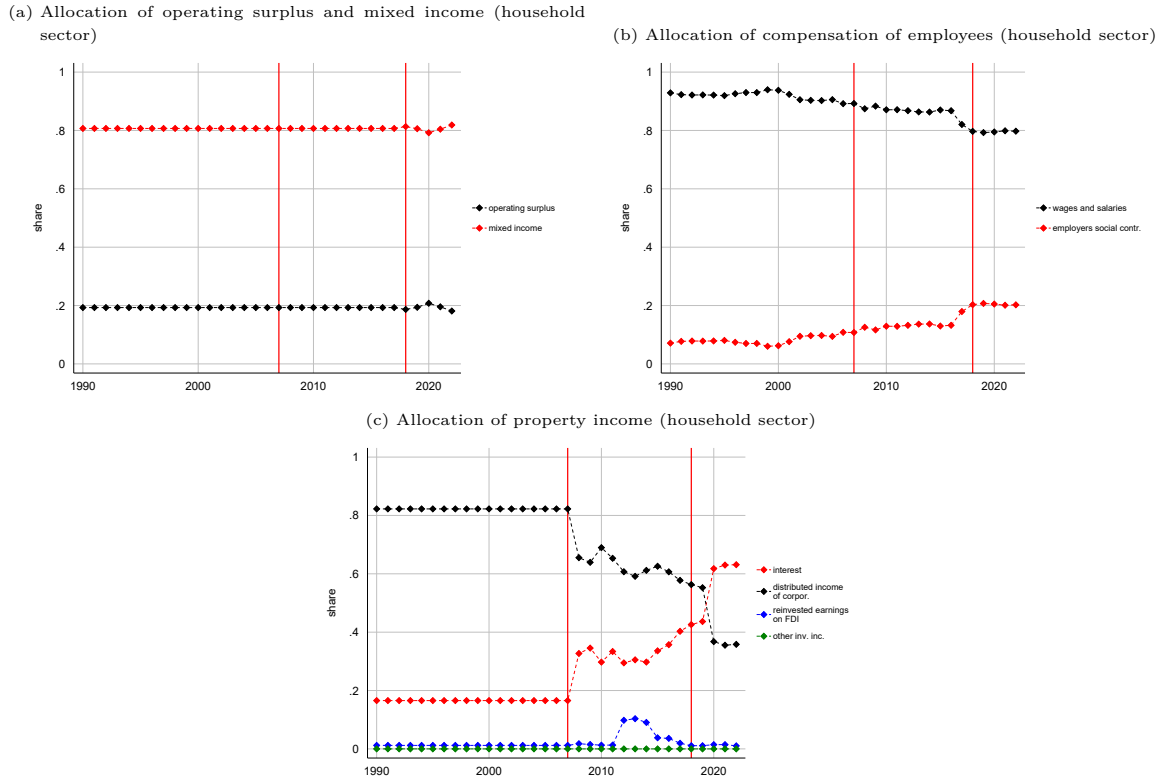 (a) Allocation of operating surplus and mixed income (household
sector)
(b) Allocation of compensation of employees (household sector)
1
.8
.6
.4
.2
0
share
1990
2000
2010
2020
operating surplus
mixed income
1
.8
.6
.4
.2
0
share
1990
2000
2010
2020
wages and salaries
employers social contr.
(c) Allocation of property income (household sector)
1
.8
.6
.4
.2
0
share
1990
2000
2010
2020
interest
distributed income
of corpor.
reinvested earnings
on FDI
other inv. inc.